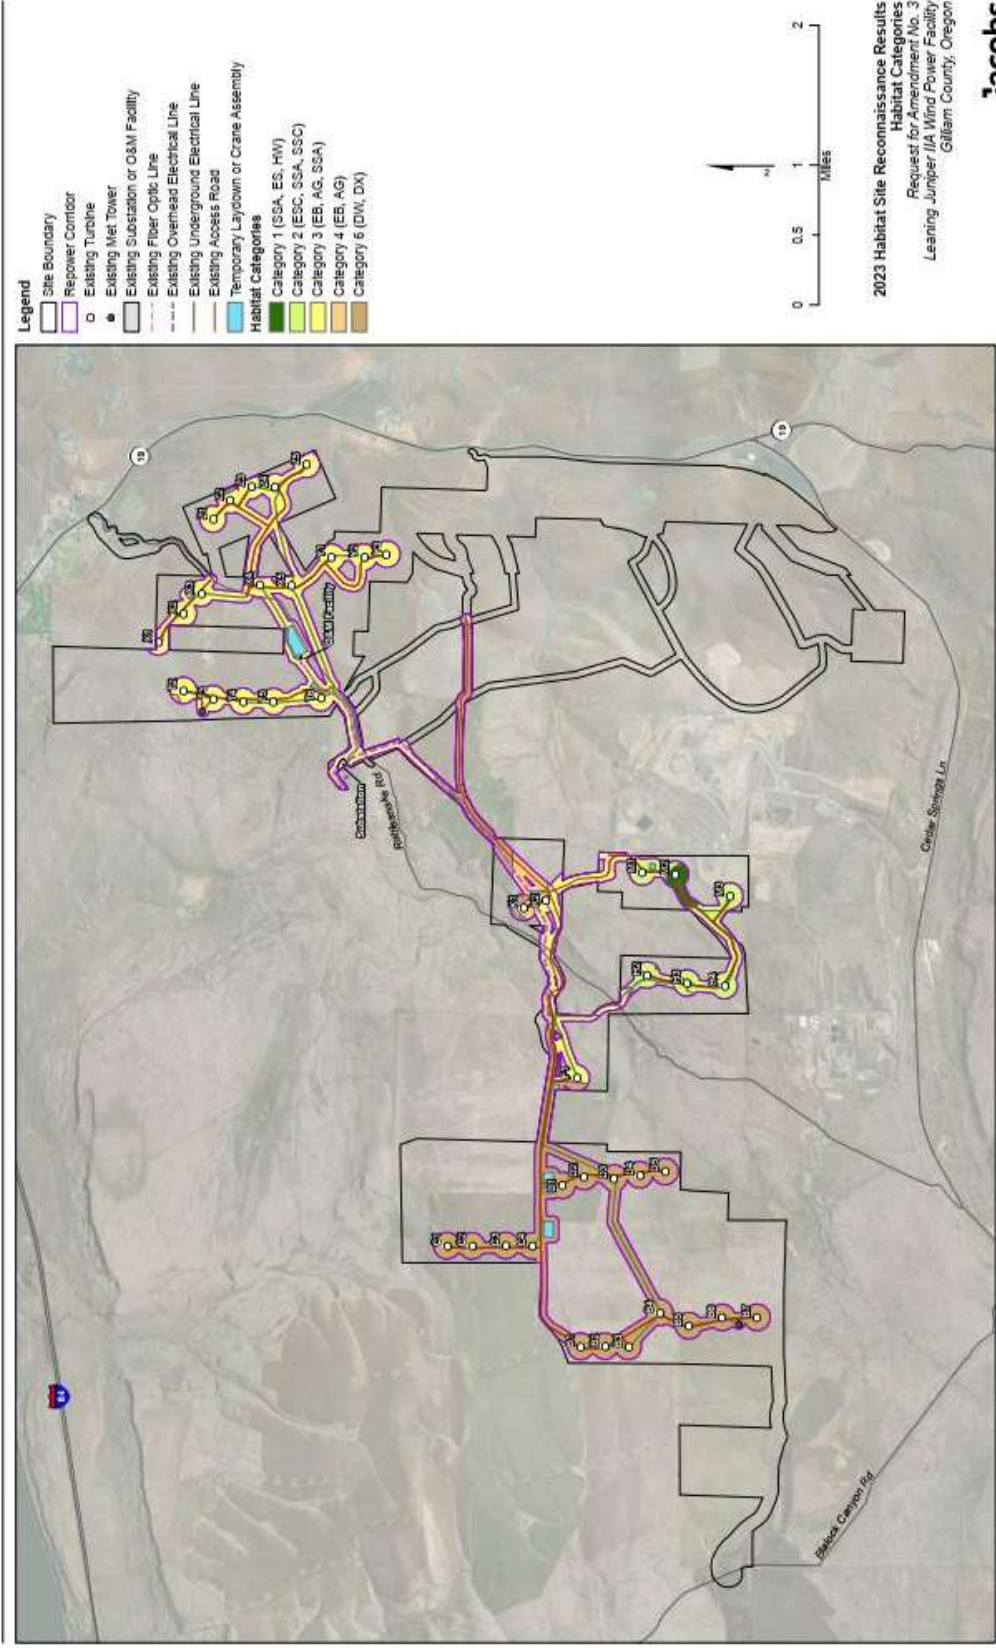 Legend
Site Boundary
Repower Corridor
Existing Turbine
Existing Met Tower
Existing Substation or O&M Facility
Existing Fiber Optic Line
Existing Overhead Electrical Line
Existing Underground Electrical Line
Existing Access Road
Temporary Laydown or Crane Assembly
Habitat Categories
Category 1 (SSA, ES, HW)
Category 2 (ESC, SSA, SSC)
Category 3 (EB, AG, SSA)
Category 4 (EB, AG)
Category 6 (DW, DX)
84
19
19
O&M Facility
Substation
Rattlesnake Rd
Cedar Springs Ln
Blalock Canyon Rd
N
0 0.5 1 2
Miles
2023 Habitat Site Reconnaissance Results
Habitat Categories
Request for Amendment No. 3
Leaning Juniper IIA Wind Power Facility
Gilliam County, Oregon
Jacobs